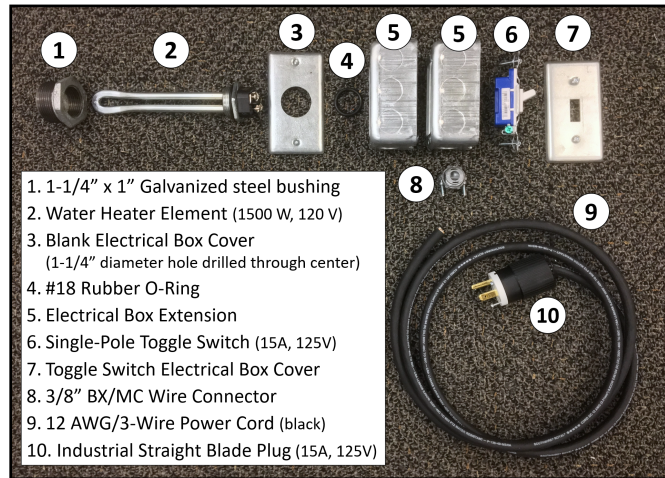 1
2
3
4
5
5
6
7
8
9
10
1. 1-1/4” x 1” Galvanized steel bushing
2. Water Heater Element (1500 W, 120 V)
3. Blank Electrical Box Cover
(1-1/4” diameter hole drilled through center)
4. #18 Rubber O-Ring
5. Electrical Box Extension
6. Single-Pole Toggle Switch (15A, 125V)
7. Toggle Switch Electrical Box Cover
8. 3/8” BX/MC Wire Connector
9. 12 AWG/3-Wire Power Cord (black)
10. Industrial Straight Blade Plug (15A, 125V)